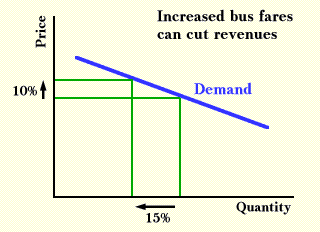 Increased bus fares
can cut revenues
Price
10%
Demand
Quantity
15%